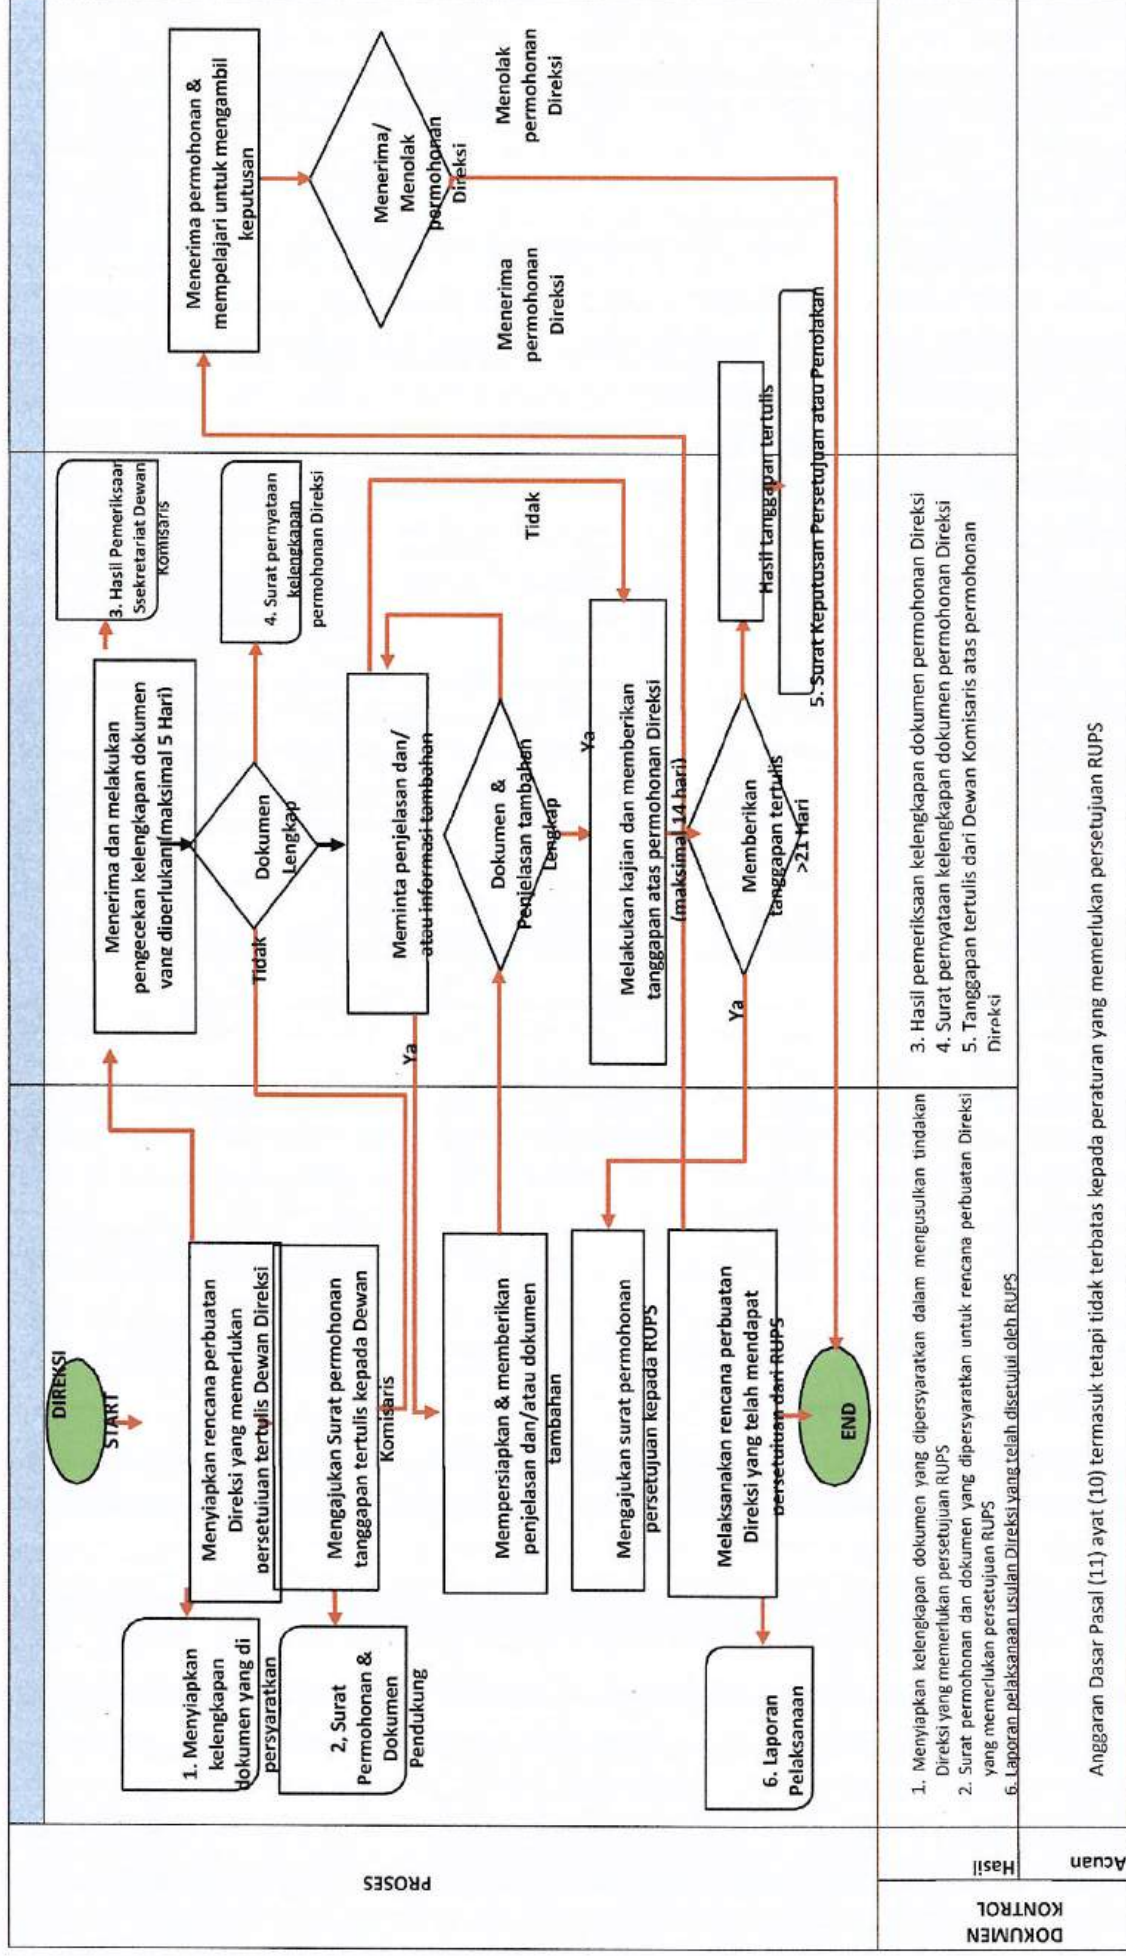 DIREKSI
START
Menyiapkan rencana perbuatan
Direksi yang memerlukan
persetujuan tertulis Dewan Direksi
1. Menyiapkan
kelengkapan
dokumen yang di
persyaratkan
Mengajukan Surat permohonan
tanggapan tertulis kepada Dewan
Komisaris
2, Surat
Permohonan &
Dokumen
Pendukung
Mempersiapkan & memberikan
penjelasan dan/atau dokumen
tambahan
Mengajukan surat permohonan
persetujuan kepada RUPS
Melaksanakan rencana perbuatan
Direksi yang telah mendapat
persetujuan dari RUPS
6. Laporan
Pelaksanaan
END
Menerima dan melakukan
pengecekan kelengkapan dokumen
yang diperlukan(maksimal 5 Hari)
3. Hasil Pemeriksaan
Ssekretariat Dewan
Komisaris
Dokumen
Lengkap
Tidak
4. Surat pernyataan
kelengkapan
permohonan Direksi
Meminta penjelasan dan/
atau informasi tambahan
Ya
Dokumen &
Penjelasan tambahan
Lengkap
Tidak
Ya
Melakukan kajian dan memberikan
tanggapan atas permohonan Direksi
(maksimal 14 hari)
Memberikan
tanggapan tertulis
>21 Hari
Ya
Hasil tanggapan tertulis
5. Surat Keputusan Persetujuan atau Penolakan
Menerima permohonan &
mempelajari untuk mengambil
keputusan
Menerima/
Menolak
permohonan
Direksi
Menerima
permohonan
Direksi
Menolak
permohonan
Direksi
PROSES
DOKUMEN
KONTROL
Hasil
1. Menyiapkan kelengkapan dokumen yang dipersyaratkan dalam mengusulkan tindakan
Direksi yang memerlukan persetujuan RUPS
2. Surat permohonan dan dokumen yang dipersyaratkan untuk rencana perbuatan Direksi
yang memerlukan persetujuan RUPS
6. Laporan pelaksanaan usulan Direksi yang telah disetujui oleh RUPS
3. Hasil pemeriksaan kelengkapan dokumen permohonan Direksi
4. Surat pernyataan kelengkapan dokumen permohonan Direksi
5. Tanggapan tertulis dari Dewan Komisaris atas permohonan
Direksi
Acuan
Anggaran Dasar Pasal (11) ayat (10) termasuk tetapi tidak terbatas kepada peraturan yang memerlukan persetujuan RUPS